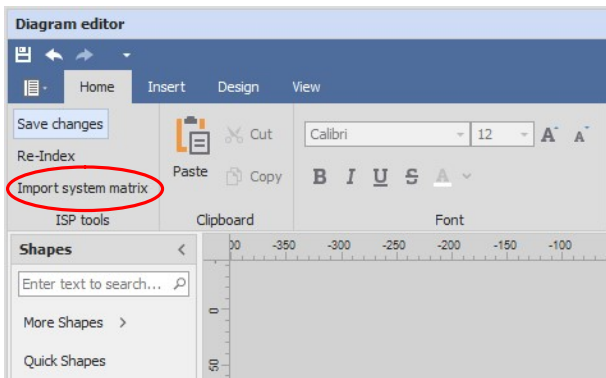 Diagram editor
Home Insert Design View
Save changes
Re-Index
Import system matrix
ISP tools
Paste
Cut
Copy
Clipboard
Calibri 12 A A
B I U S A
Font
Shapes
Enter text to search...
More Shapes
Quick Shapes
00 -350 -300 -250 -200 -150 -100
0
50